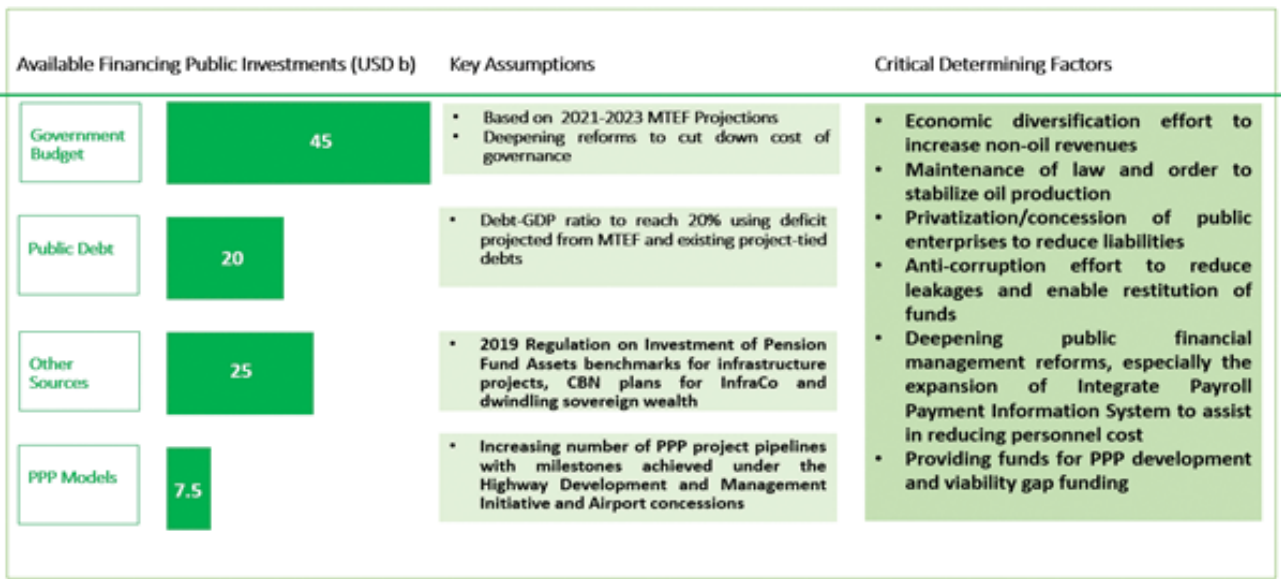 Available Financing Public Investments (USD b)
Key Assumptions
Critical Determining Factors
Government
Budget
45
• Based on 2021-2023 MTEF Projections
• Deepening reforms to cut down cost of
governance
Public Debt
20
• Debt-GDP ratio to reach 20% using deficit
projected from MTEF and existing project-tied
debts
Other
Sources
25
• 2019 Regulation on Investment of Pension
Fund Assets benchmarks for infrastructure
projects, CBN plans for InfraCo and
dwindling sovereign wealth
PPP Models
7.5
• Increasing number of PPP project pipelines
with milestones achieved under the
Highway Development and Management
Initiative and Airport concessions
• Economic diversification effort to
increase non-oil revenues
• Maintenance of law and order to
stabilize oil production
• Privatization/concession of public
enterprises to reduce liabilities
• Anti-corruption effort to reduce
leakages and enable restitution of
funds
• Deepening public financial
management reforms, especially the
expansion of Integrate Payroll
Payment Information System to assist
in reducing personnel cost
• Providing funds for PPP development
and viability gap funding